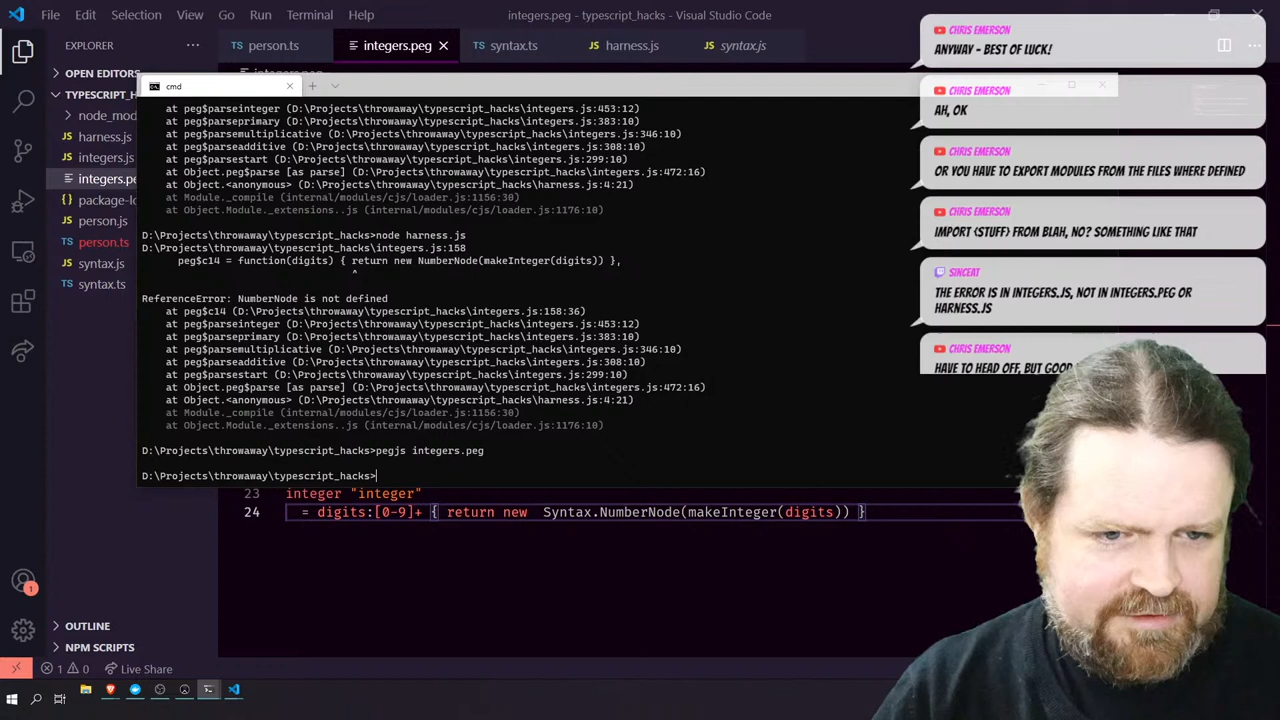 File Edit Selection View Go Run Terminal Help
integers.peg - typescript_hacks - Visual Studio Code
EXPLORER
person.ts
integers.peg
syntax.ts
harness.js
syntax.js
OPEN EDITORS
TYPESCRIPT_H
node_mod
harness.js
integers.js
integers.pe
package-lo
person.js
person.ts
syntax.js
syntax.ts
OUTLINE
NPM SCRIPTS
cmd
at peg$parseinteger (D:\Projects\throwaway\typescript_hacks\integers.js:453:12)
at peg$parseprimary (D:\Projects\throwaway\typescript_hacks\integers.js:383:10)
at peg$parsemultiplicative (D:\Projects\throwaway\typescript_hacks\integers.js:346:10)
at peg$parseadditive (D:\Projects\throwaway\typescript_hacks\integers.js:308:10)
at peg$parsestart (D:\Projects\throwaway\typescript_hacks\integers.js:299:10)
at Object.peg$parse [as parse] (D:\Projects\throwaway\typescript_hacks\integers.js:472:16)
at Object.<anonymous> (D:\Projects\throwaway\typescript_hacks\harness.js:4:21)
at Module._compile (internal/modules/cjs/loader.js:1156:30)
at Object.Module._extensions..js (internal/modules/cjs/loader.js:1176:10)
D:\Projects\throwaway\typescript_hacks>node harness.js
D:\Projects\throwaway\typescript_hacks\integers.js:158
peg$c14 = function(digits) { return new NumberNode(makeInteger(digits)) },
^
ReferenceError: NumberNode is not defined
at peg$c14 (D:\Projects\throwaway\typescript_hacks\integers.js:158:36)
at peg$parseinteger (D:\Projects\throwaway\typescript_hacks\integers.js:453:12)
at peg$parseprimary (D:\Projects\throwaway\typescript_hacks\integers.js:383:10)
at peg$parsemultiplicative (D:\Projects\throwaway\typescript_hacks\integers.js:346:10)
at peg$parseadditive (D:\Projects\throwaway\typescript_hacks\integers.js:308:10)
at peg$parsestart (D:\Projects\throwaway\typescript_hacks\integers.js:299:10)
at Object.peg$parse [as parse] (D:\Projects\throwaway\typescript_hacks\integers.js:472:16)
at Object.<anonymous> (D:\Projects\throwaway\typescript_hacks\harness.js:4:21)
at Module._compile (internal/modules/cjs/loader.js:1156:30)
at Object.Module._extensions..js (internal/modules/cjs/loader.js:1176:10)
D:\Projects\throwaway\typescript_hacks>pegjs integers.peg
D:\Projects\throwaway\typescript_hacks>
23 integer "integer"
24 = digits:[0-9]+ { return new  Syntax.NumberNode(makeInteger(digits)) }
CHRIS EMERSON
ANYWAY - BEST OF LUCK!
CHRIS EMERSON
AH, OK
CHRIS EMERSON
OR YOU HAVE TO EXPORT MODULES FROM THE FILES WHERE DEFINED
CHRIS EMERSON
IMPORT {STUFF} FROM BLAH, NO? SOMETHING LIKE THAT
SINCEAT
THE ERROR IS IN INTEGERS.JS, NOT IN INTEGERS.PEG OR
HARNESS.JS
CHRIS EMERSON
HAVE TO HEAD OFF, BUT GOOD
1
1 0 Live Share